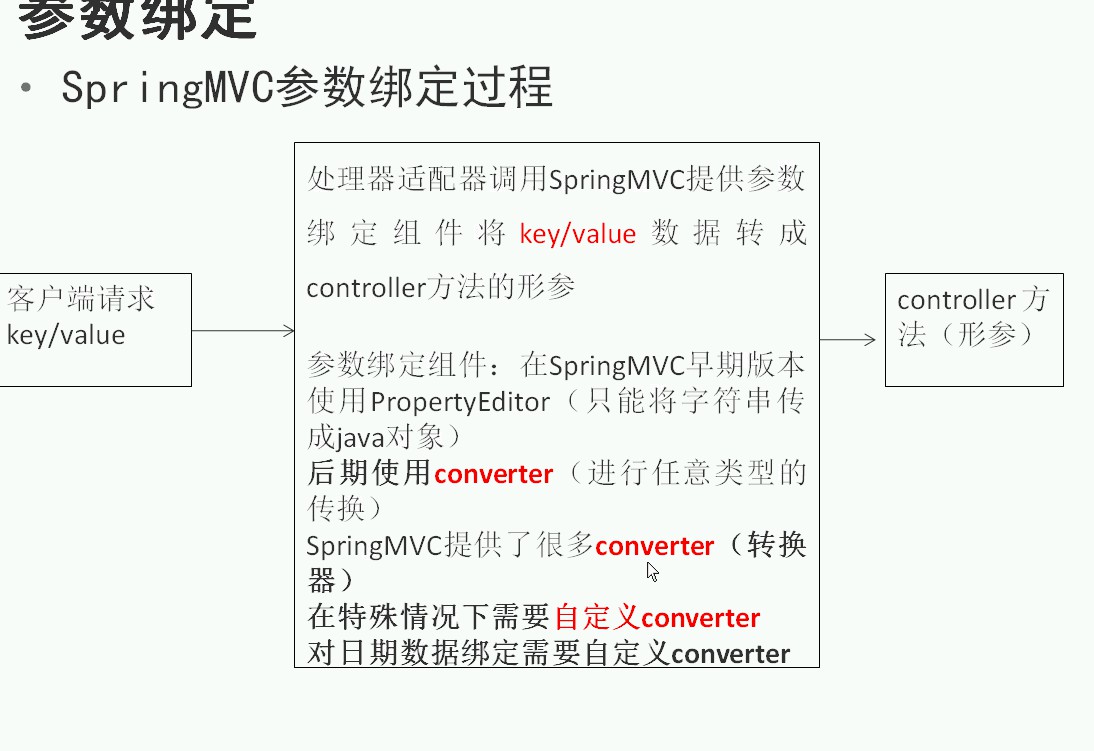 参数绑定
• SpringMVC参数绑定过程
客户端请求
key/value
处理器适配器调用SpringMVC提供参数
绑定组件将key/value数据转成
controller方法的形参
参数绑定组件：在SpringMVC早期版本
使用PropertyEditor（只能将字符串传
成java对象）
后期使用converter（进行任意类型的
传换）
SpringMVC提供了很多converter（转换
器）
在特殊情况下需要自定义converter
对日期数据绑定需要自定义converter
controller方
法（形参）